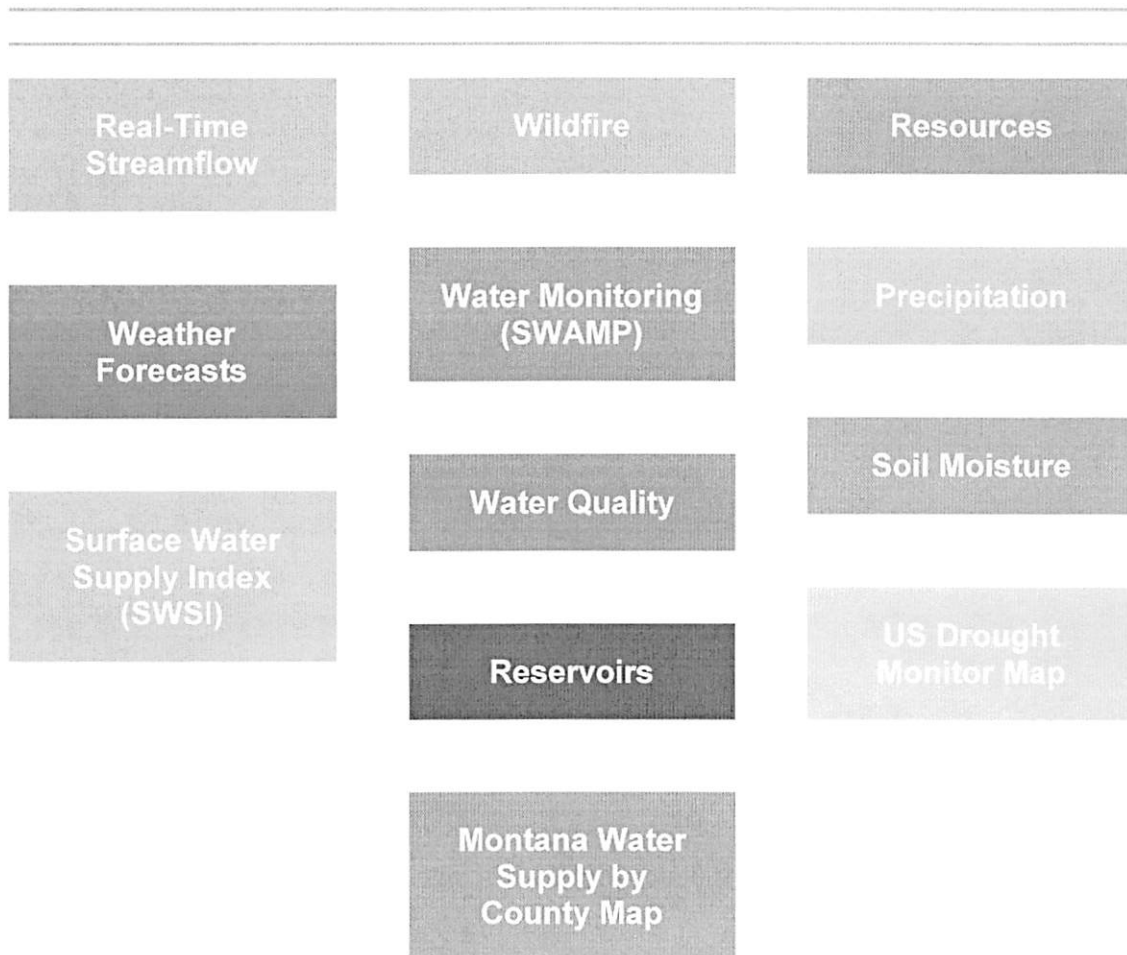 Real-Time
Streamflow
Weather
Forecasts
Surface Water
Supply Index
(SWSI)
Wildfire
Water Monitoring
(SWAMP)
Water Quality
Reservoirs
Montana Water
Supply by
County Map
Resources
Precipitation
Soil Moisture
US Drought
Monitor Map